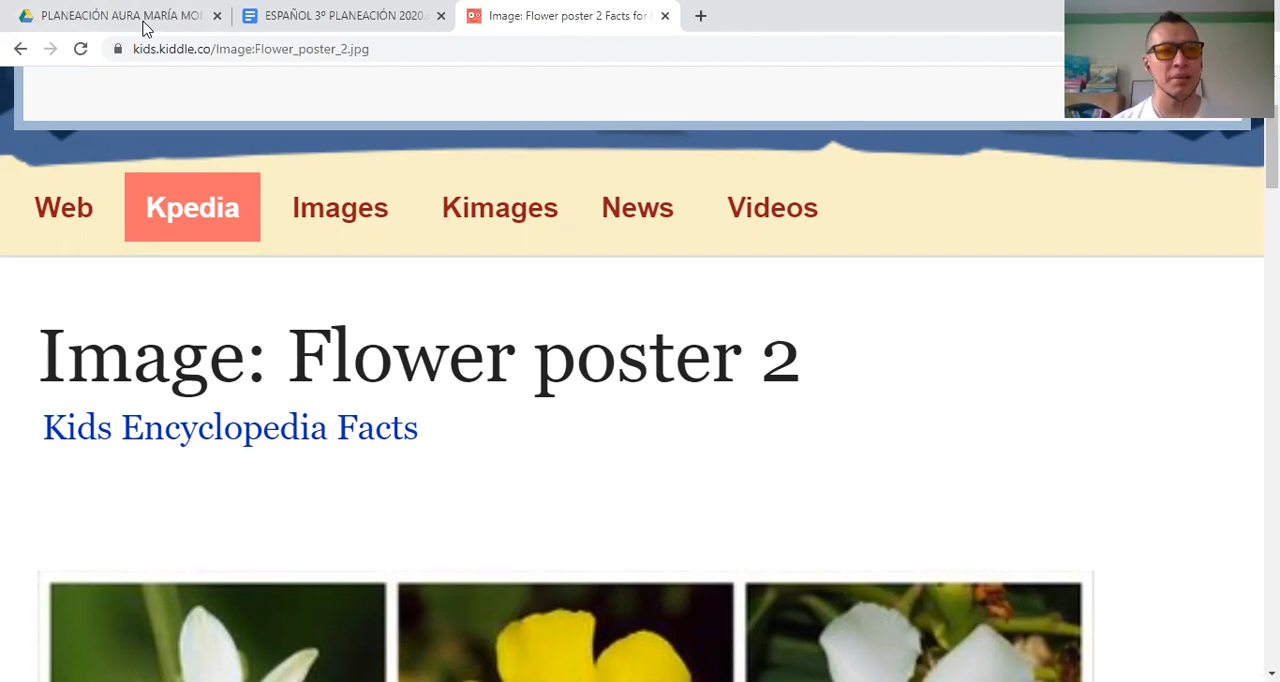 PLANEACIÓN AURA MARÍA MO
ESPAÑOL 3º PLANEACIÓN 2020
Image: Flower poster 2 Facts for
kids.kiddle.co/Image:Flower_poster_2.jpg
Web Kpedia Images Kimages News Videos
Image: Flower poster 2
Kids Encyclopedia Facts